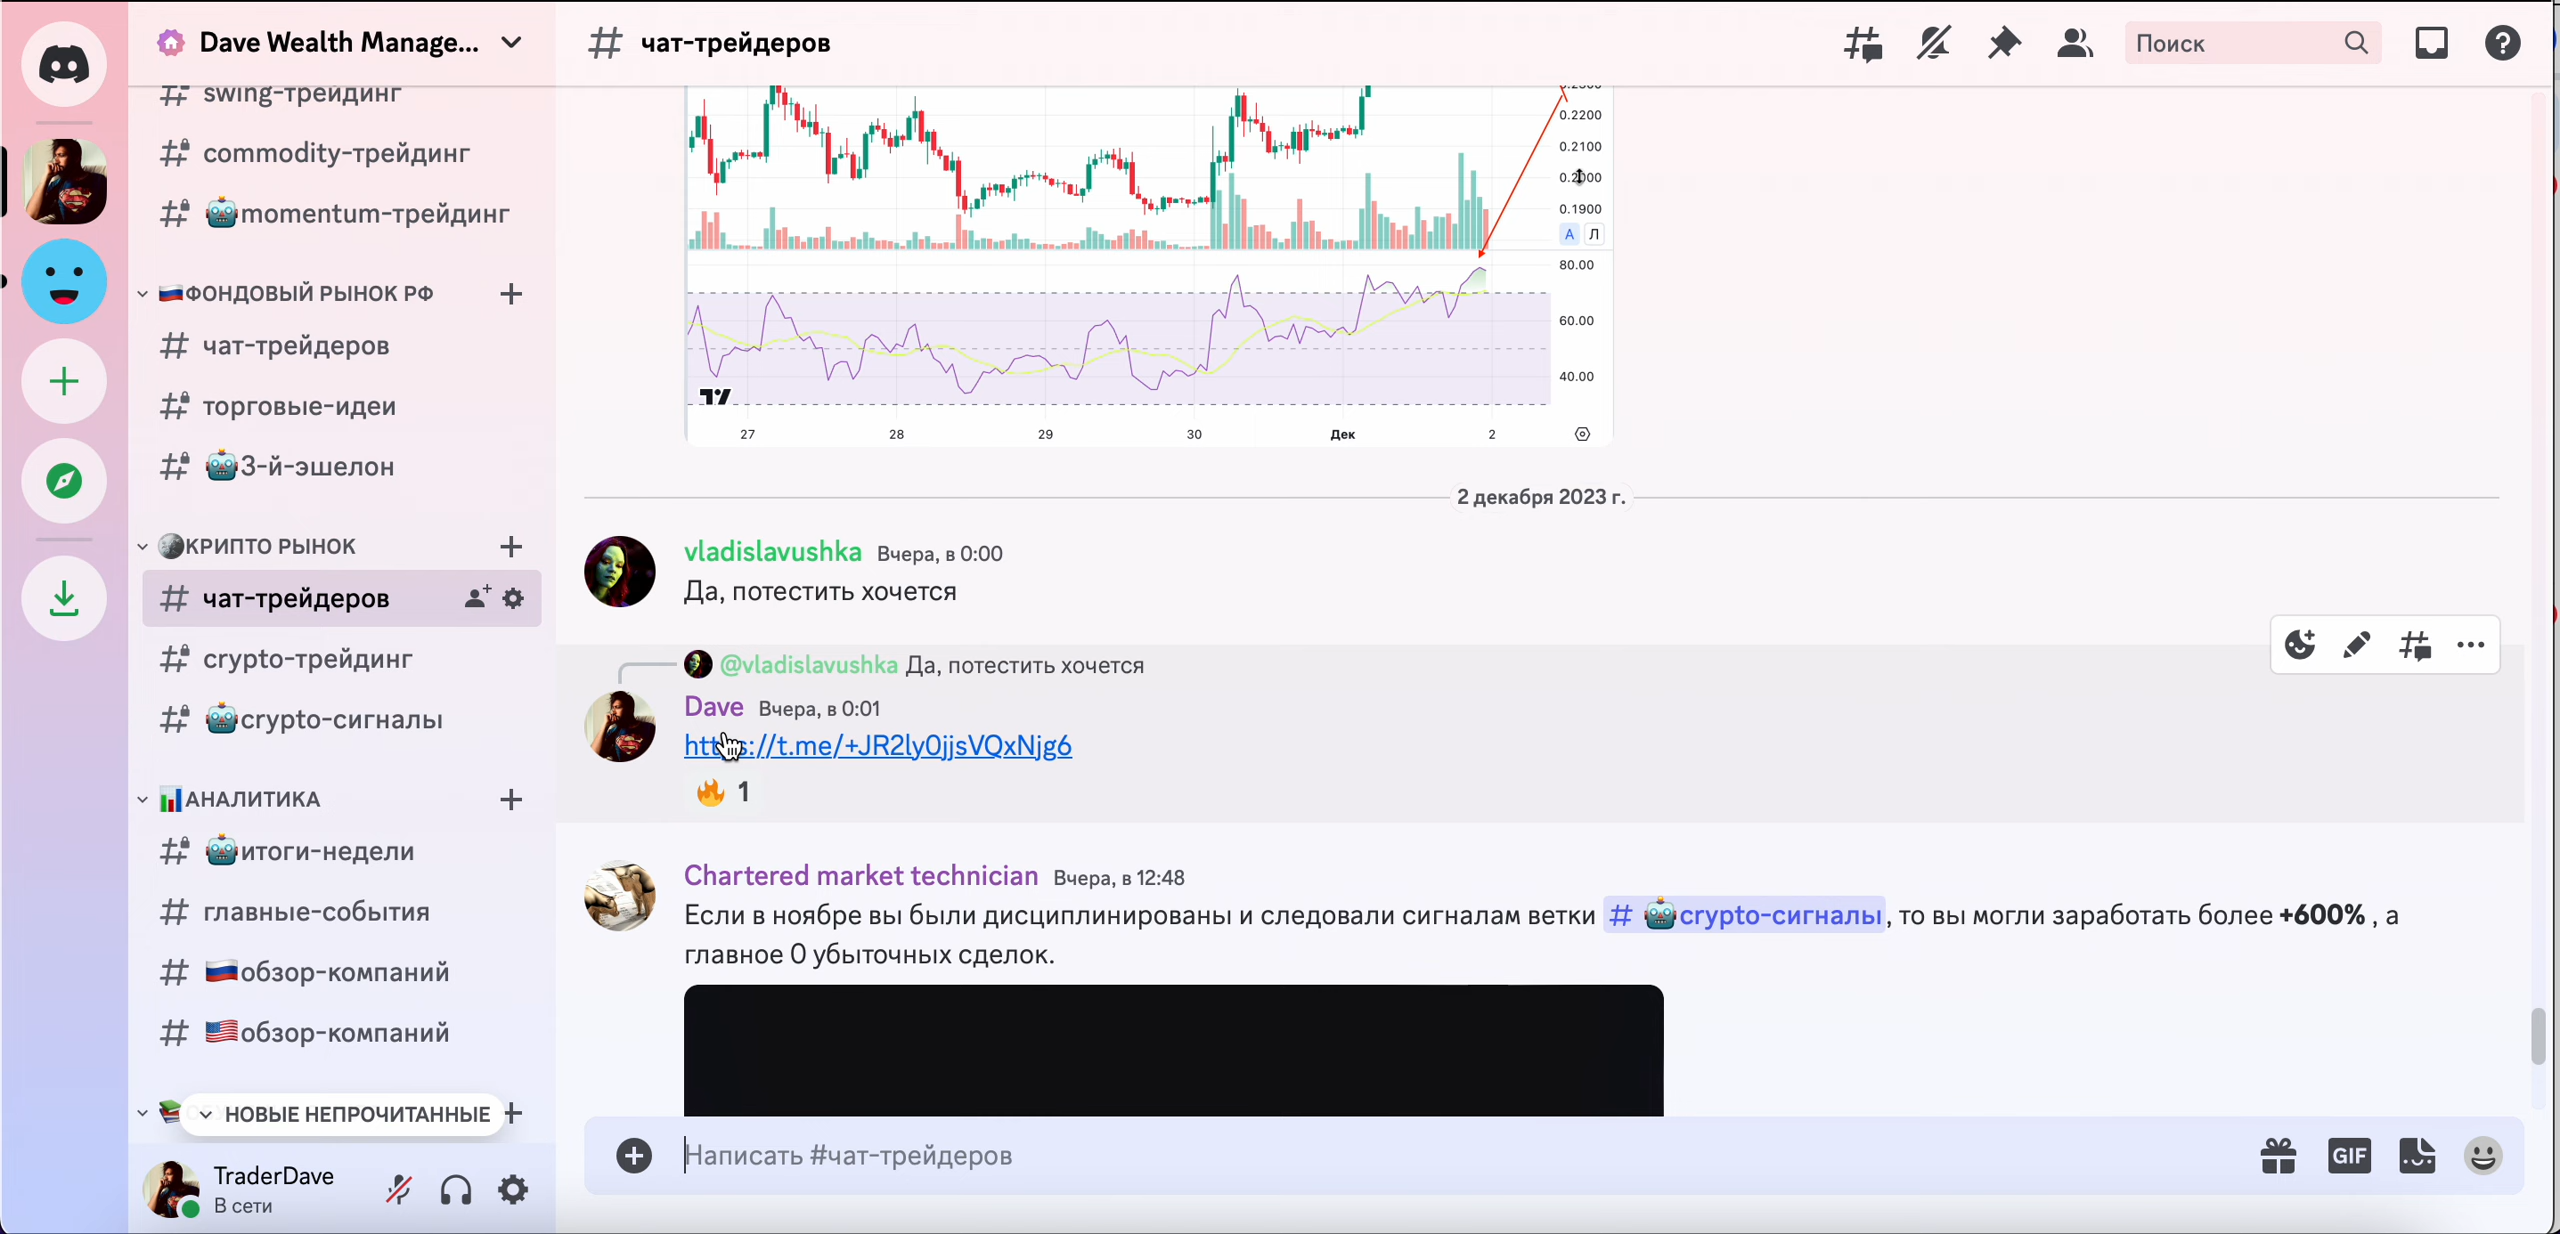 Dave Wealth Manage...
swing-трейдинг
commodity-трейдинг
momentum-трейдинг
ФОНДОВЫЙ РЫНОК РФ
чат-трейдеров
торговые-идеи
3-й-эшелон
КРИПТО РЫНОК
чат-трейдеров
crypto-трейдинг
crypto-сигналы
АНАЛИТИКА
итоги-недели
главные-события
обзор-компаний
обзор-компаний
НОВЫЕ НЕПРОЧИТАННЫЕ
TraderDave
В сети
# чат-трейдеров
Поиск
0.2200
0.2100
0.2000
0.1900
А Л
80.00
60.00
40.00
27 28 29 30 Дек 2
2 декабря 2023 г.
vladislavushka Вчера, в 0:00
Да, потестить хочется
@vladislavushka Да, потестить хочется
Dave Вчера, в 0:01
https://t.me/+JR2ly0jjsVQxNjg6
🔥 1
Chartered market technician Вчера, в 12:48
Если в ноябре вы были дисциплинированы и следовали сигналам ветки # 🤖crypto-сигналы, то вы могли заработать более +600% , а
главное 0 убыточных сделок.
Написать #чат-трейдеров
GIF